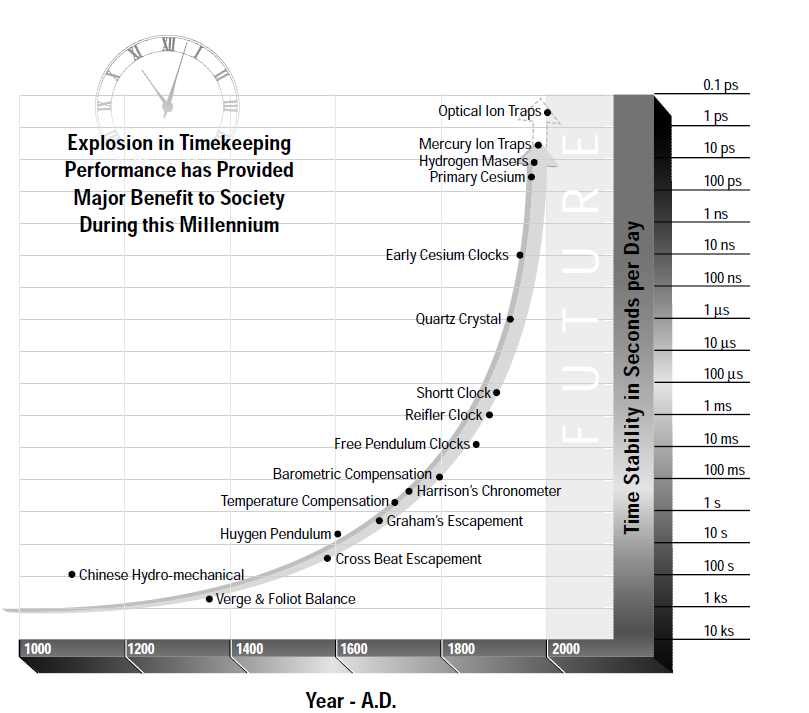 XII
I
XI
X
IX
III
Explosion in Timekeeping
Performance has Provided
Major Benefit to Society
During this Millennium
Optical Ion Traps
Mercury Ion Traps
Hydrogen Masers
Primary Cesium
Early Cesium Clocks
Quartz Crystal
Shortt Clock
Reifler Clock
Free Pendulum Clocks
Barometric Compensation
Harrison's Chronometer
Temperature Compensation
Graham's Escapement
Huygen Pendulum
Cross Beat Escapement
Chinese Hydro-mechanical
Verge & Foliot Balance
FUTURE
Time Stability in Seconds per Day
0.1 ps
1 ps
10 ps
100 ps
1 ns
10 ns
100 ns
1 µs
10 µs
100 µs
1 ms
10 ms
100 ms
1 s
10 s
100 s
1 ks
10 ks
1000 1200 1400 1600 1800 2000
Year - A.D.